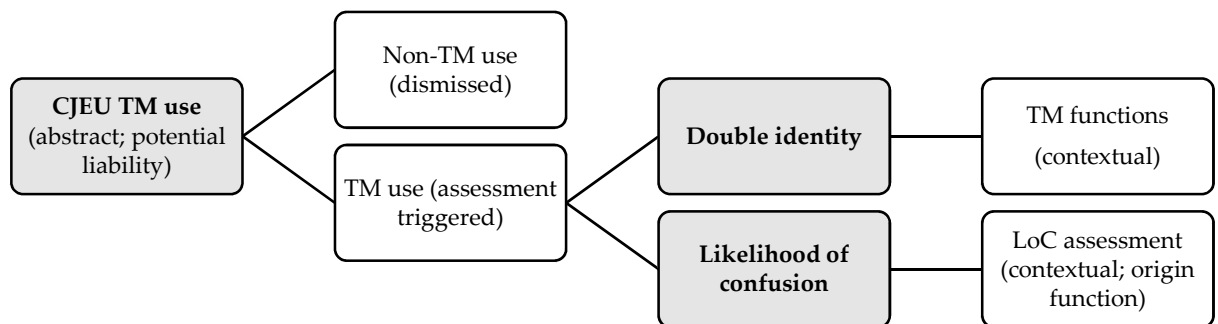 CJEU TM use
(abstract; potential
liability)
Non-TM use
(dismissed)
TM use (assessment
triggered)
Double identity
TM functions
(contextual)
Likelihood of
confusion
LoC assessment
(contextual; origin
function)